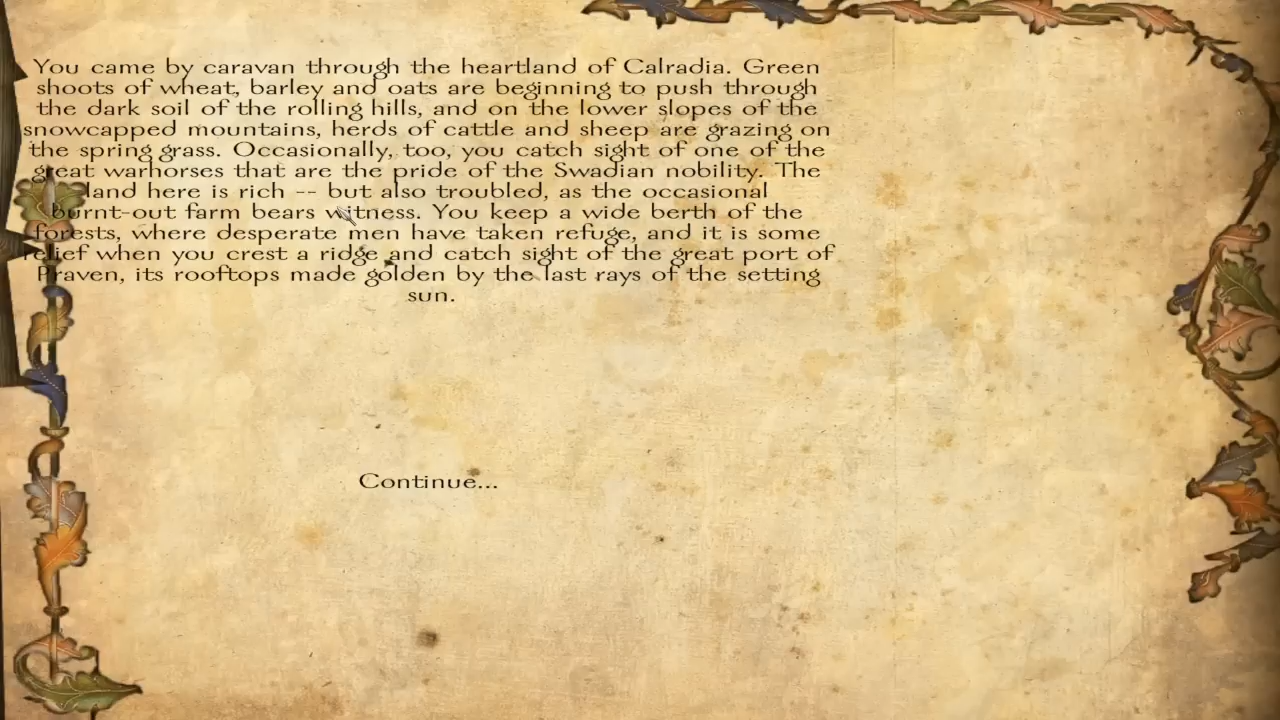 You came by caravan through the heartland of Calradia. Green
shoots of wheat, barley and oats are beginning to push through
the dark soil of the rolling hills, and on the lower slopes of the
snowcapped mountains, herds of cattle and sheep are grazing on
the spring grass. Occasionally, too, you catch sight of one of the
great warhorses that are the pride of the Swadian nobility. The
land here is rich -- but also troubled, as the occasional
burnt-out farm bears witness. You keep a wide berth of the
forests, where desperate men have taken refuge, and it is some
relief when you crest a ridge and catch sight of the great port of
Praven, its rooftops made golden by the last rays of the setting
sun.
Continue...